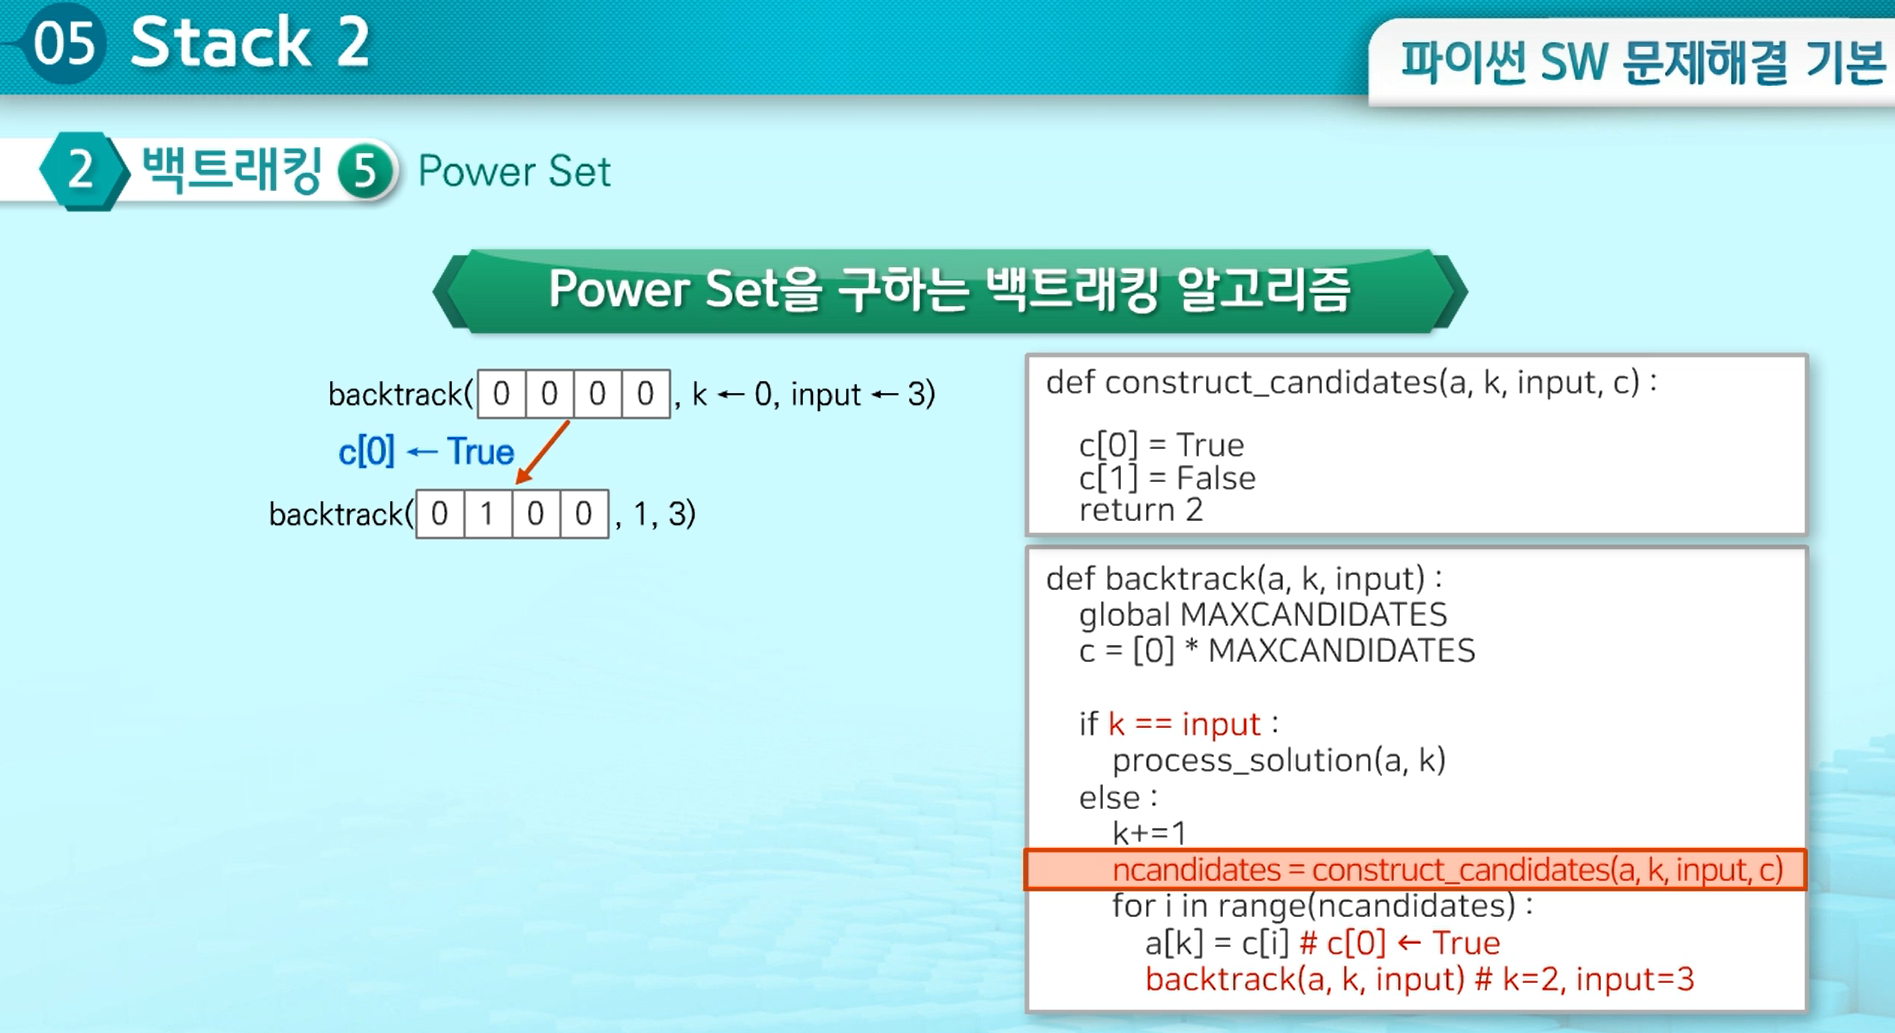 05 Stack 2
파이썬 SW 문제해결 기본
2 백트래킹 5 Power Set
Power Set을 구하는 백트래킹 알고리즘
backtrack( 0 0 0 0 , k ← 0, input ← 3)
c[0] ← True
backtrack( 0 1 0 0 , 1, 3)
def construct_candidates(a, k, input, c) :
c[0] = True
c[1] = False
return 2
def backtrack(a, k, input) :
global MAXCANDIDATES
c = [0] * MAXCANDIDATES
if k == input :
process_solution(a, k)
else :
k+=1
ncandidates = construct_candidates(a, k, input, c)
for i in range(ncandidates) :
a[k] = c[i] # c[0] ← True
backtrack(a, k, input) # k=2, input=3